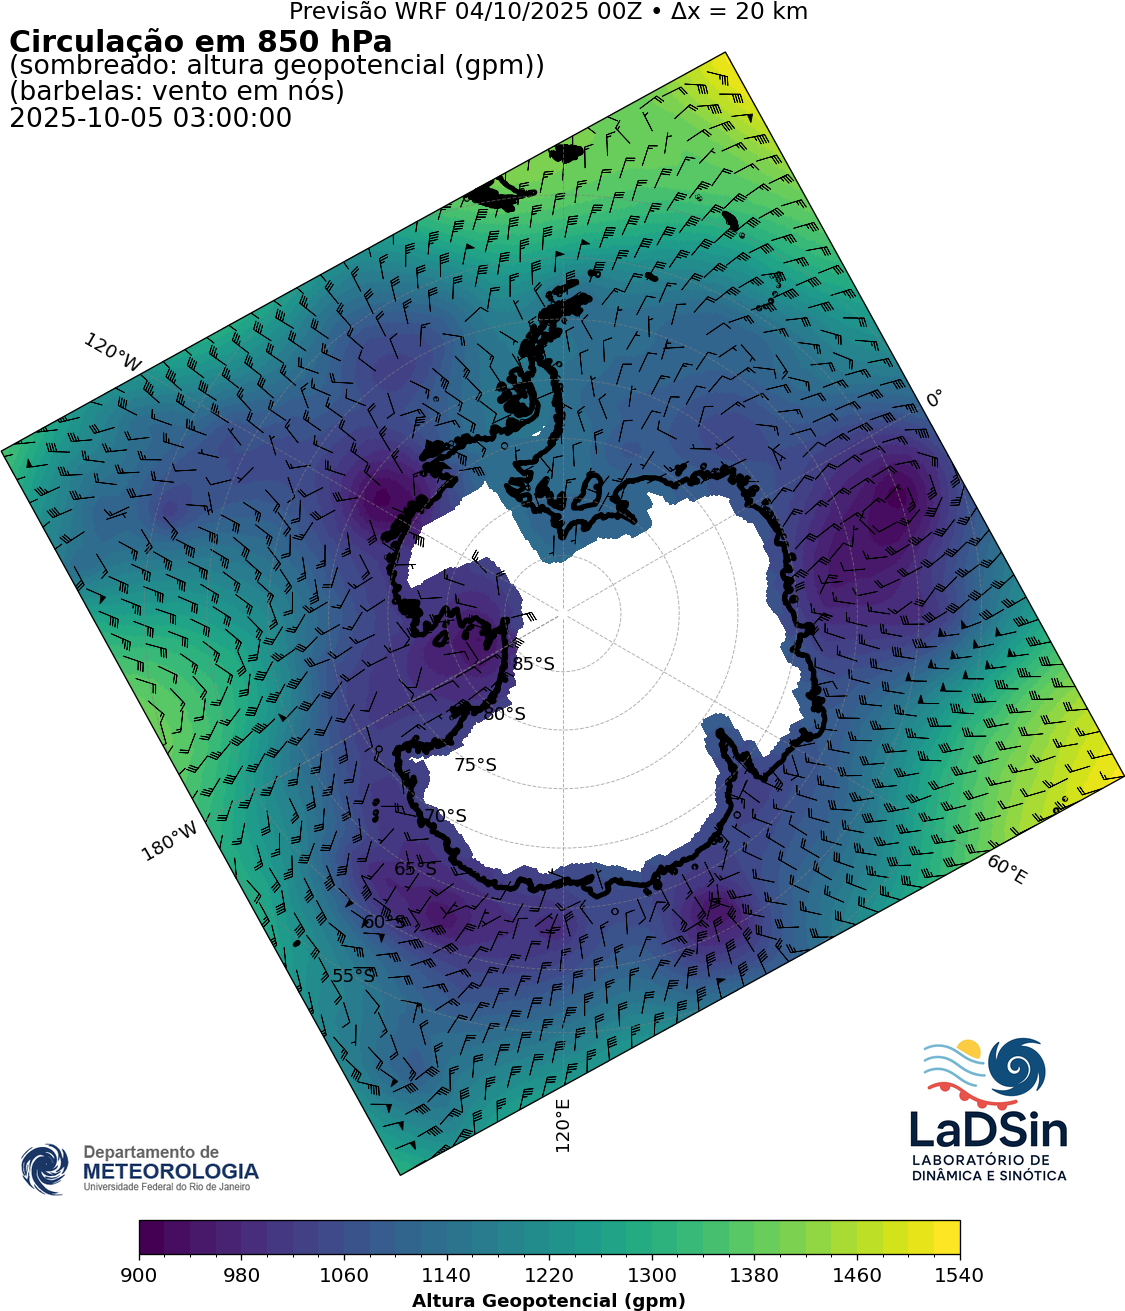 Previsão WRF 04/10/2025 00Z • Δx = 20 km
Circulação em 850 hPa
(sombreado: altura geopotencial (gpm))
(barbelas: vento em nós)
2025-10-05 03:00:00
120°W
0°
85°S
80°S
75°S
70°S
180°W
65°S
60°E
60°S
55°S
120°E
LaDSin
LABORATÓRIO DE
DINÂMICA E SINÓTICA
Departamento de
METEOROLOGIA
Universidade Federal do Rio de Janeiro
900 980 1060 1140 1220 1300 1380 1460 1540
Altura Geopotencial (gpm)